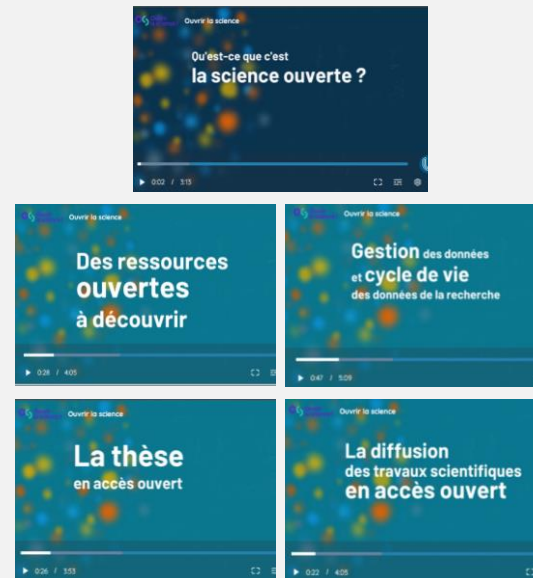 Ouvrir la science
Qu'est-ce que c'est
la science ouverte ?
0:02 / 3:13
Ouvrir la science
Des ressources
ouvertes
à découvrir
0:28 / 4:05
Ouvrir la science
Gestion des données
et cycle de vie
des données de la recherche
0:47 / 5:09
Ouvrir la science
La thèse
en accès ouvert
0:26 / 3:53
Ouvrir la science
La diffusion
des travaux scientifiques
en accès ouvert
0:22 / 4:05